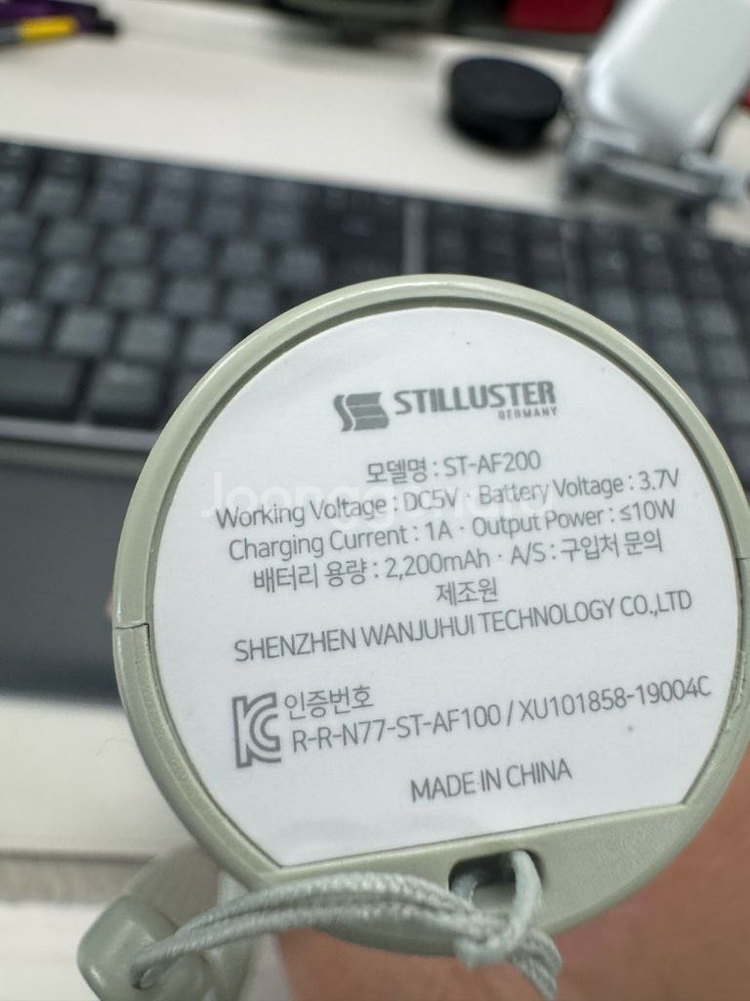 STILLUSTER
GERMANY
모델명 : ST-AF200
Working Voltage : DC5V · Battery Voltage : 3.7V
Charging Current : 1A · Output Power : ≤10W
배터리 용량 : 2,200mAh · A/S : 구입처 문의
제조원
SHENZHEN WANJUHUI TECHNOLOGY CO.,LTD
인증번호
R-R-N77-ST-AF100 / XU101858-19004C
MADE IN CHINA